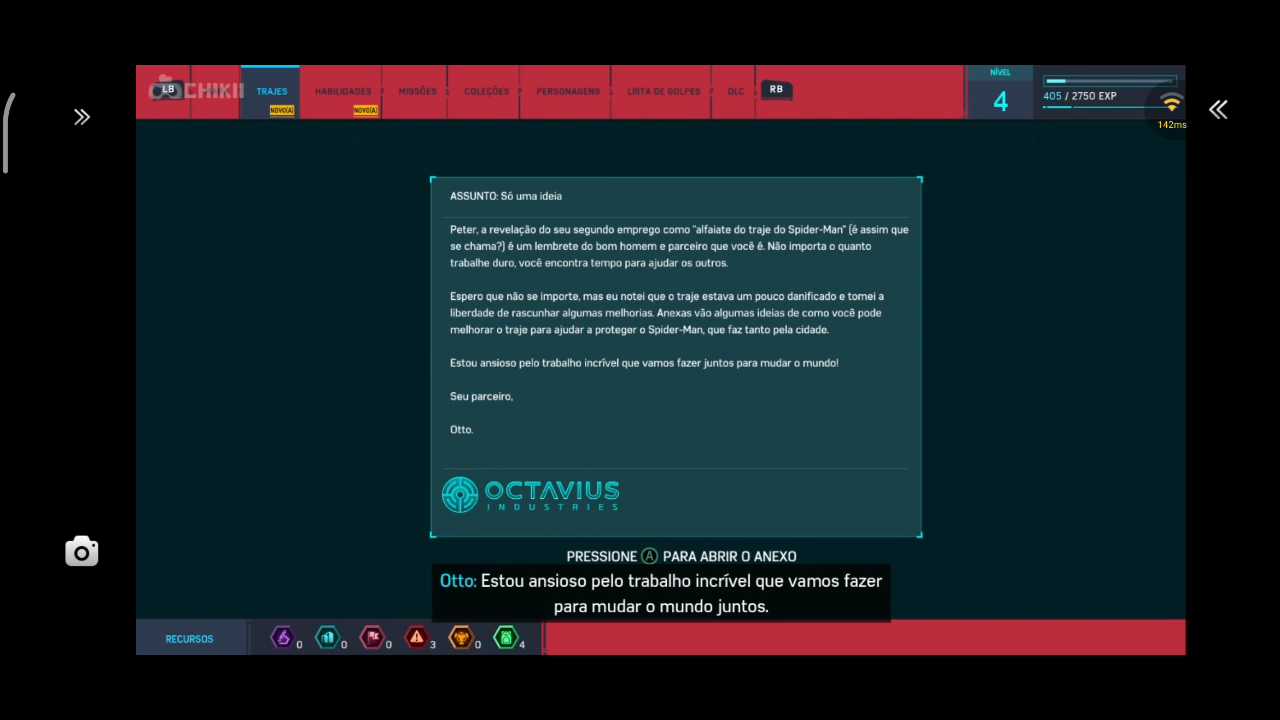 LB CHIKII TRAJES HABILIDADES MISSÕES COLEÇÕES PERSONAGENS LISTA DE GOLPES DLC RB
NOVO(A) NOVO(A)
NÍVEL
4
405 / 2750 EXP
142ms
ASSUNTO: Só uma ideia
Peter, a revelação do seu segundo emprego como "alfaiate do traje do Spider-Man" (é assim que
se chama?) é um lembrete do bom homem e parceiro que você é. Não importa o quanto
trabalhe duro, você encontra tempo para ajudar os outros.
Espero que não se importe, mas eu notei que o traje estava um pouco danificado e tomei a
liberdade de rascunhar algumas melhorias. Anexas vão algumas ideias de como você pode
melhorar o traje para ajudar a proteger o Spider-Man, que faz tanto pela cidade.
Estou ansioso pelo trabalho incrível que vamos fazer juntos para mudar o mundo!
Seu parceiro,
Otto.
OCTAVIUS
INDUSTRIES
PRESSIONE A PARA ABRIR O ANEXO
Otto: Estou ansioso pelo trabalho incrível que vamos fazer
para mudar o mundo juntos.
RECURSOS 0 0 0 3 0 4